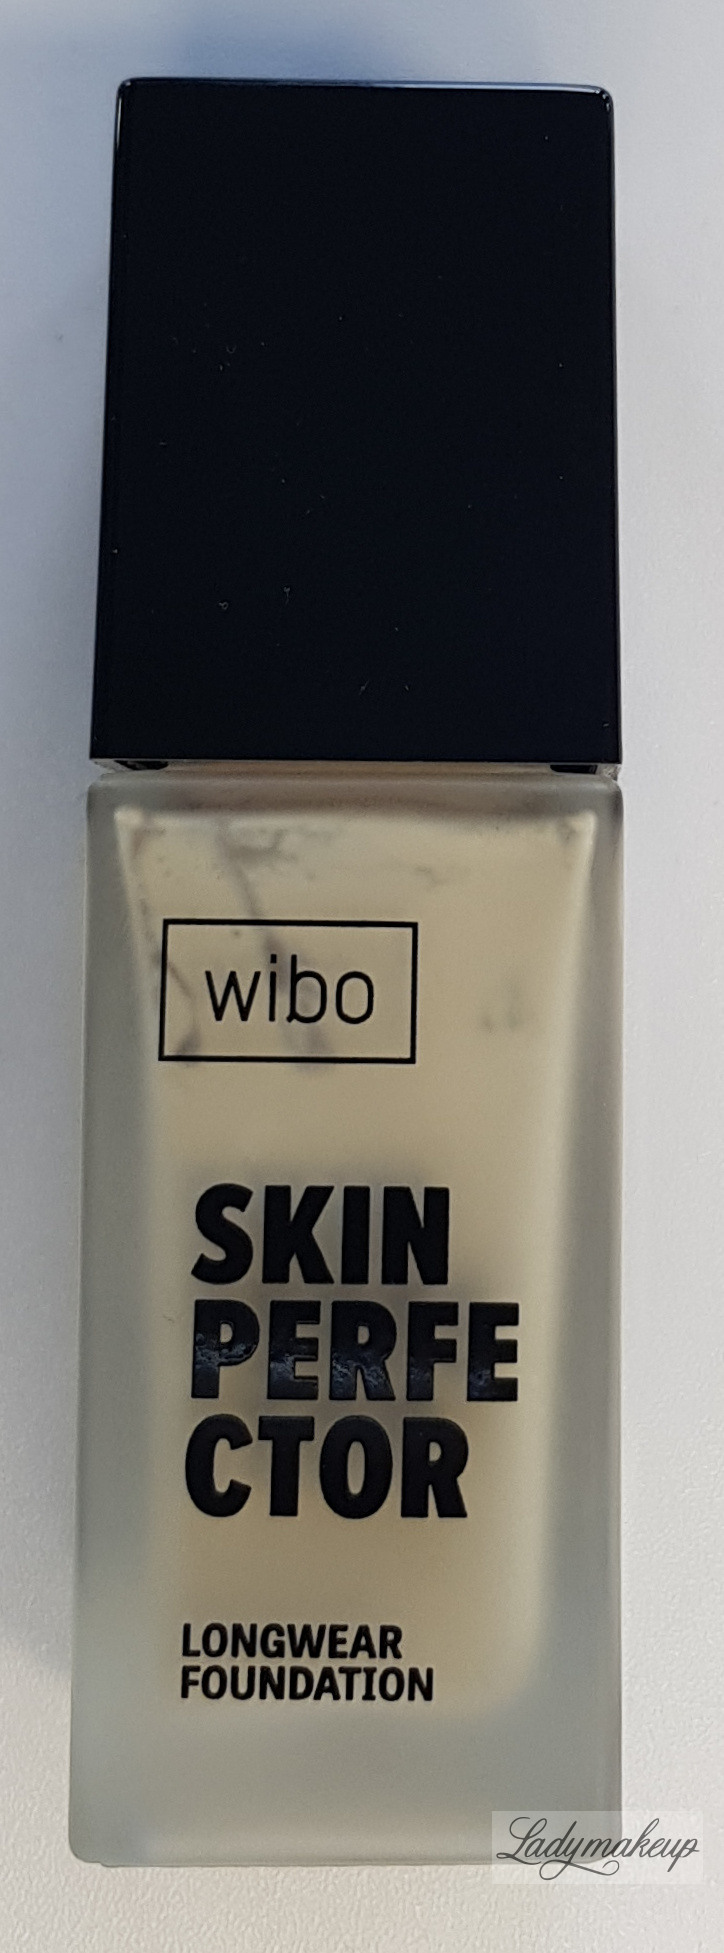 wibo
SKIN
PERFE
CTOR
LONGWEAR
FOUNDATION
Ladymakeup